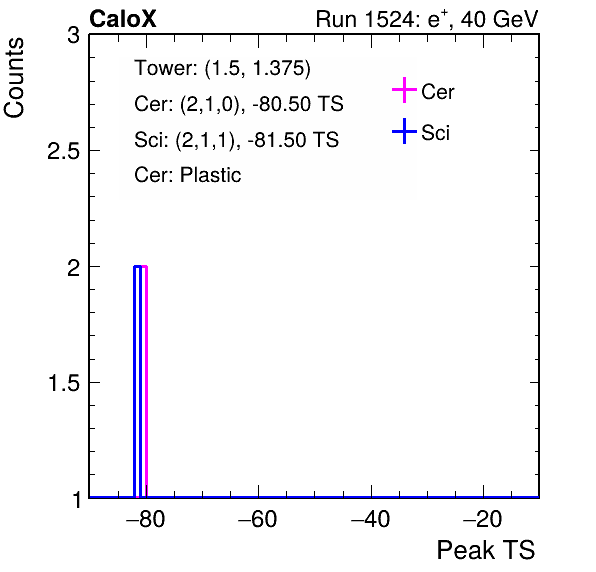 CaloX Run 1524: e⁺, 40 GeV
Counts
3
2.5
2
1.5
1
Tower: (1.5, 1.375)
Cer: (2,1,0), -80.50 TS
Sci: (2,1,1), -81.50 TS
Cer: Plastic
Cer
Sci
−80 −60 −40 −20
Peak TS